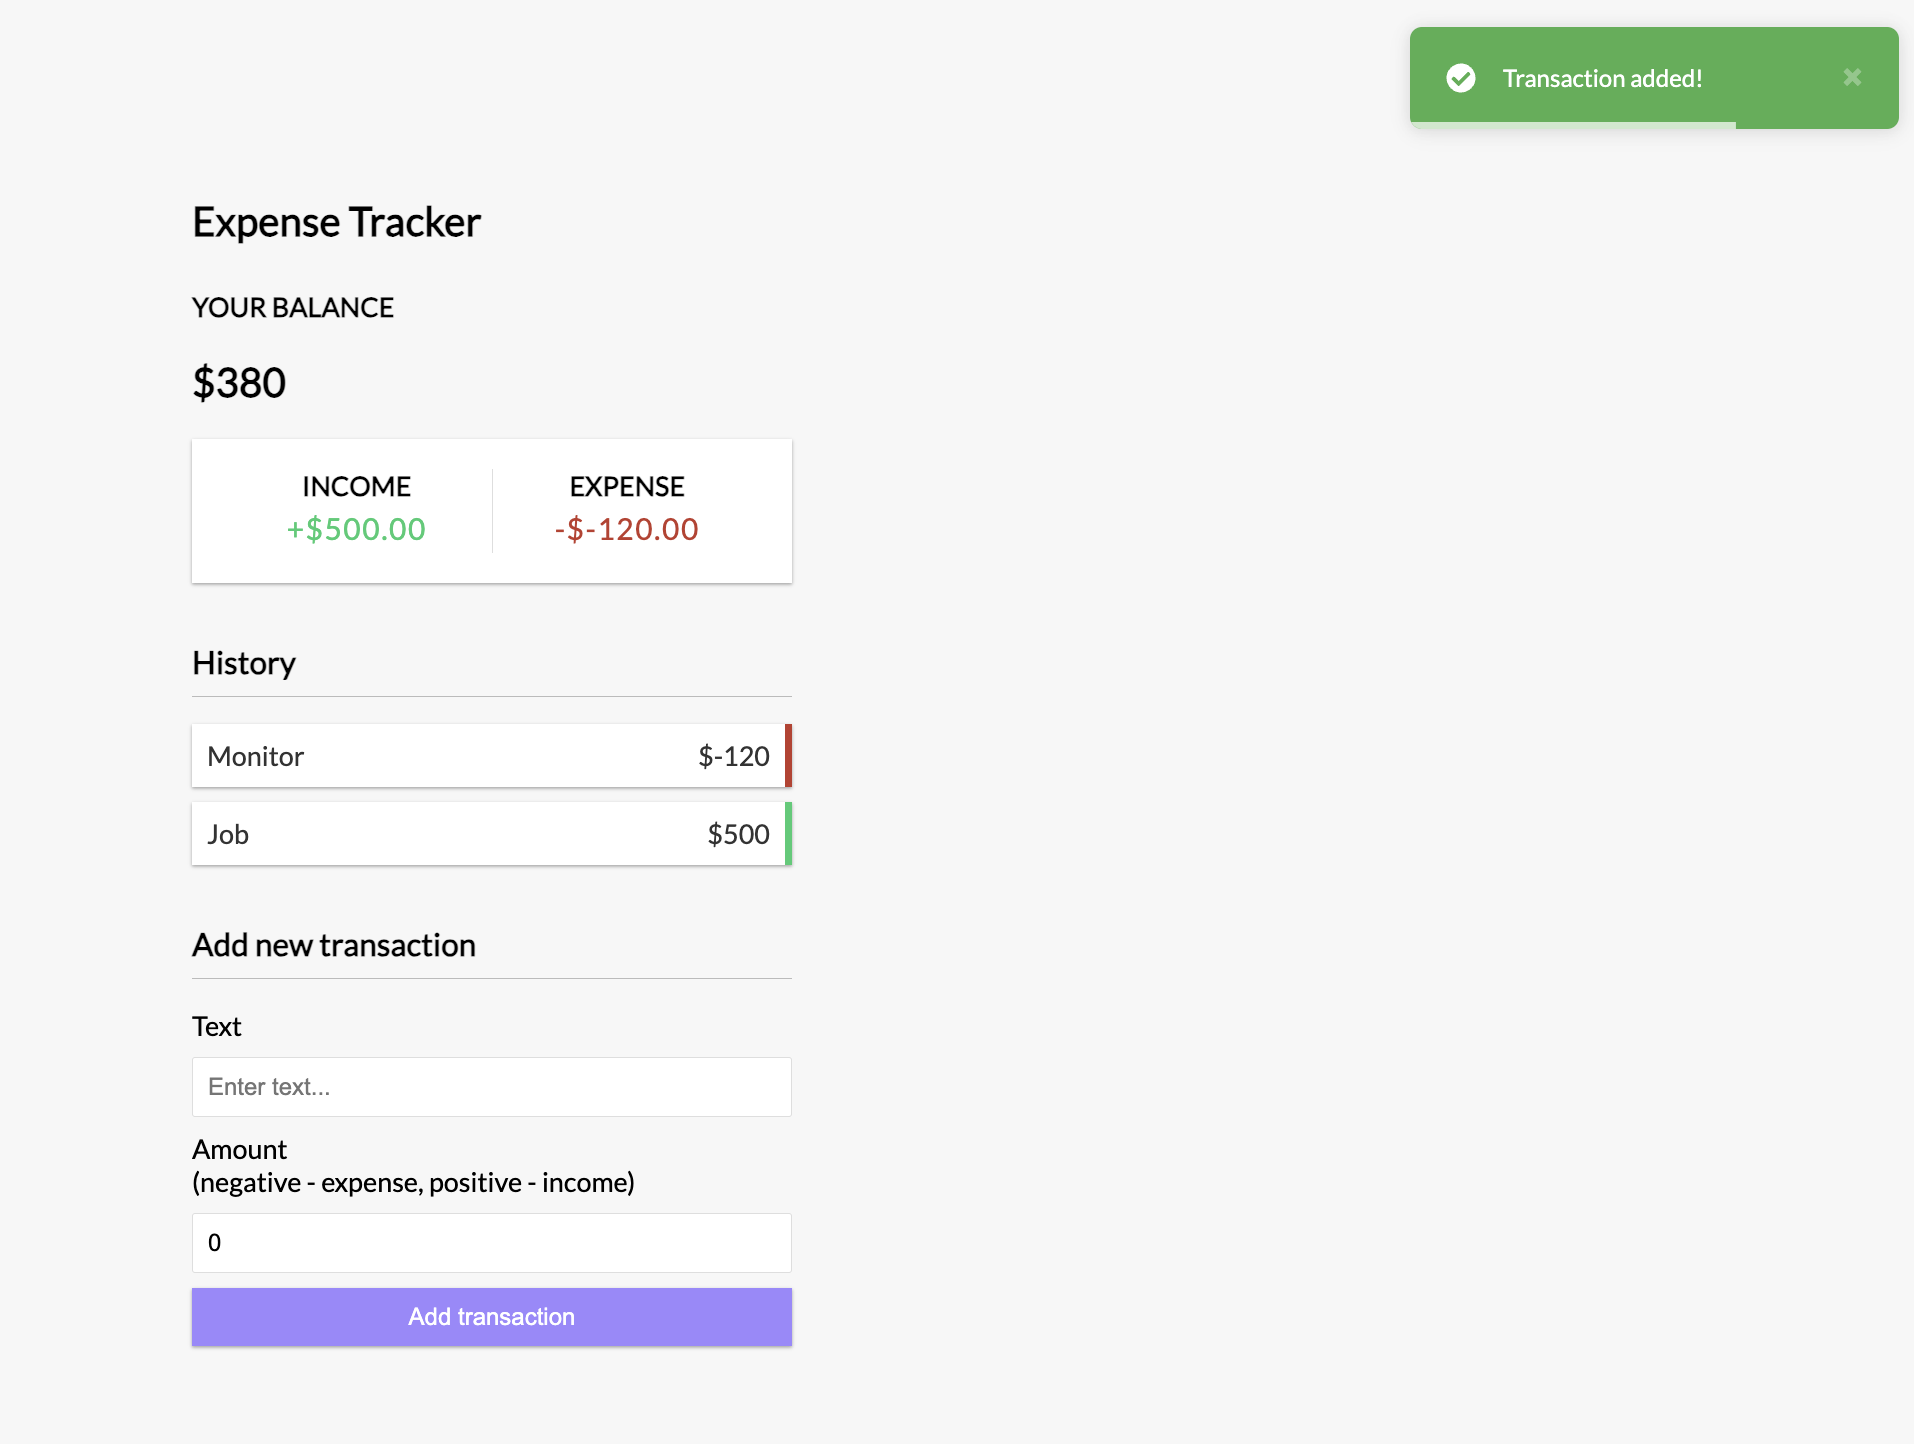 Transaction added!
Expense Tracker
YOUR BALANCE
$380
INCOME
+$500.00
EXPENSE
-$-120.00
History
Monitor $-120
Job $500
Add new transaction
Text
Enter text...
Amount
(negative - expense, positive - income)
0
Add transaction